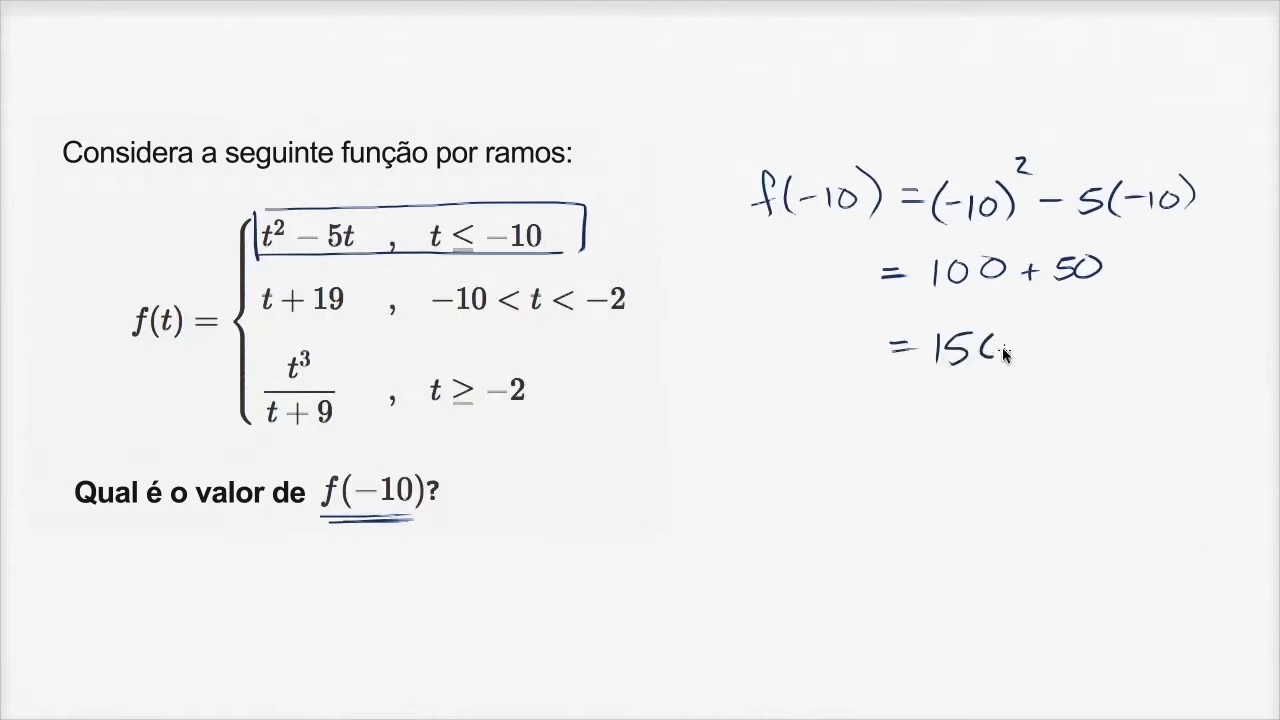 Considera a seguinte função por ramos:
t² − 5t , t ≤ −10
f(t) = t + 19 , −10 < t < −2
t³
t + 9 , t ≥ −2
Qual é o valor de f(−10)?
f(−10) = (−10)² − 5(−10)
= 100 + 50
= 15